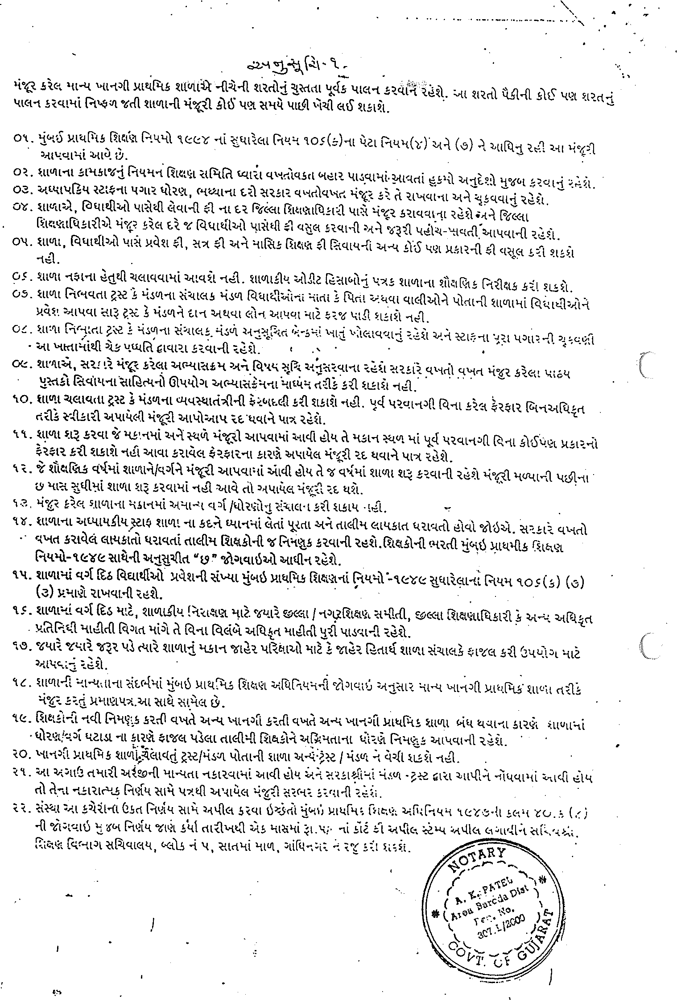 અનુસૂચિ-૧.
મંજૂર કરેલ માન્ય ખાનગી પ્રાથમિક શાળાએ નીચેની શરતોનું ચુસ્તતા પૂર્વક પાલન કરવાનું રહેશે. આ શરતો પૈકીની કોઈ પણ શરતનું
પાલન કરવામાં નિષ્ફળ જતી શાળાની મંજૂરી કોઈ પણ સમયે પાછી ખેચી લઈ શકાશે.
૦૧. મુંબઈ પ્રાથમિક શિક્ષણ નિયમો ૧૯૯૪ નાં સુધારેલા નિયમ ૧૦૬(ક)ના પેટા નિયમ(૪) અને (૭) ને આધિનુ રહી આ મંજૂરી
આપવામાં આવે છે.
૦૨. શાળાના કામકાજનું નિયમન શિક્ષણ સમિતિ ધ્વારા વખતોવકત બહાર પાડવામાં આવતાં હુકમો અનુદેશો મુજબ કરવાનું રહેશે.
૦૩. અધ્યાપકિય સ્ટાફના પગાર ધોરણ, ભથ્થાના દરો સરકાર વખતોવખત મંજૂર કરે તે રાખવાના અને ચૂકવવાનું રહેશે.
૦૪. શાળાએ, વિધાર્થીઓ પાસેથી લેવાની ફી ના દર જિલ્લા શિક્ષણાધિકારી પાસે મંજૂર કરાવવાના રહેશે અને જિલ્લા
શિક્ષણાધિકારીએ મંજૂર કરેલ દરે જ વિધાર્થીઓ પાસેથી ફી વસુલ કરવાની અને જરૂરી પહોંચ-પાવતી આપવાની રહેશે.
૦૫. શાળા, વિધાર્થીઓ પાસે પ્રવેશ ફી, સત્ર ફી અને માસિક શિક્ષણ ફી સિવાયની અન્ય કોઈ પણ પ્રકારની ફી વસૂલ કરી શકશે
નહી.
૦૬. શાળા નફાના હેતુથી ચલાવવામાં આવશે નહી. શાળાકીય ઓડીટ હિસાબોનું પત્રક શાળાના શૌક્ષણિક નિરીક્ષક કરી શકશે.
૦૭. શાળા નિભવતા ટ્રસ્ટ કે મંડળના સંચાલક મંડળ વિધાર્થીઓના માતા કે પિતા અથવા વાલીઓને પોતાની શાળામાં વિધાર્થીઓને
પ્રવેશ આપવા સારૂ ટ્રસ્ટ કે મંડળને દાન અથવા લોન આપવા માટે ફરજ પાડી શકાશે નહી.
૦૮. શાળા નિભાતા ટ્રસ્ટ કે મંડળના સંચાલક મંડળે અનુસૂચિત બેન્કમાં ખાતું ખોલાવવાનું રહેશે અને સ્ટાફના પૂરા પગારની ચૂકવણી
આ ખાતામાંથી ચેક પધ્ધતિ દ્વાવારા કરવાની રહેશે.
૦૯. શાળાએ, સરકારે મંજૂર કરેલા અભ્યાસક્રમ અને વિષય સૂચિ અનુસરવાના રહેશે સરકારે વખતો વખત મંજુર કરેલા પાઠય
પુસ્તકો સિવાયના સાહિત્યનો ઊપયોગ અભ્યાસક્રેમના માધ્યમ તરીકે કરી શકાશે નહી.
૧૦. શાળા ચલાવતા ટ્રસ્ટ કે મંડળના વ્યવસ્થાતંત્રીની ફેરબદલી કરી શકાશે નહી. પૂર્વ પરવાનગી વિના કરેલ ફેરફાર બિનઅધિકૃત
તરીકે સ્ત્રીકારી અપાયેલી મંજૂરી આપોઆપ રદ થવાને પાત્ર રહેશે.
૧૧. શાળા શરૂ કરવા જે મકાનમાં અને સ્થળે મંજૂરી આપવામાં આવી હોય તે મકાન સ્થળ માં પૂર્વ પરવાનગી વિના કોઈપણ પ્રકારનો
ફેરફાર કરી શકાશે નહી આવા કરાવેલ ફેરફારના કારણે અપાયેલ મંજૂરી રદ થવાને પાત્ર રહેશે.
૧૨. જે શૌક્ષણિક વર્ષમાં શાળાને/વર્ગને મંજૂરી આપવામાં આવી હોય તે જ વર્ષમાં શાળા શરૂ કરવાની રહેશે મંજૂરી મળ્યાની પછીના
છ માસ સુધીમાં શાળા શરૂ કરવામાં નહી આવે તો અપાયેલ મંજૂરી રદ થશે.
૧૩. મંજુર કરેલ શાળાના મકાનમાં અમાન્ય વર્ગ /ધોરણોનુ સંચાલન કરી શકાય નહી.
૧૪. શાળાના અધ્યાયકીય સ્ટ્રાફ શાળા ના કદને ધ્યાનમાં લેતાં પૂરતા અને તાલીમ લાયકાત ધરાવતો હોવો જોઇએ. સરકારે વખતો
વખત કરાવેલ લાયકાતો ધરાવતાં તાલીમ શિક્ષકોની જ નિમણુક કરવાની રહશે.શિક્ષકોની ભરતી મુંબઇ પ્રાથમીક શિક્ષણ
નિયમો-૧૯૪૯ સાથેની અનુસુચીત “છ” જોગવાઇઓ આધીન રહેશે.
૧૫. શાળામાં વર્ગ દિઠ વિદ્યાર્થીઓ પ્રવેશની સંખ્યા મુંબઇ પ્રાથમિક શિક્ષણનાં નિયમો -૧૯૪૯ સુધારેલાના નિયમ ૧૦૬(ક) (૭)
(૩) પ્રમાણે રાખવાની રહશે.
૧૬. શાળામાં વર્ગ દિઠ માટે, શાળાકીય નિરાક્ષણ માટે જયારે જીલ્લા / નગરશિક્ષણ સમીતી, જીલ્લા શિક્ષણાધિકારી કે અન્ય અધિકૃત
પ્રતિનિધી માહીતી વિગત માંગે તે વિના વિલંબે અધિકૃત માહીતી પુરી પાડવાની રહેશે.
૧૭. જયારે જયારે જરૂર પડે ત્યારે શાળાનું મકાન જાહેર પરિક્ષાઓ માટે કે જાહેર હિતાર્થ શાળા સંચાલકે ફાજલ કરી ઉપયોગ માટે
આપવાનું રહેશે.
૧૮. શાળાની માન્યતાના સંદર્ભમાં મુંબઇ પ્રાથમિક શિક્ષણ અધિનિયમની જોગવાઇ અનુસાર માન્ય ખાનગી પ્રાથમિક શાળા તરીકે
મંજુર કરતું પ્રમાણપત્ર.આ સાથે સામેલ છે.
૧૯. શિક્ષકોની નવી નિમણૂક કરતી વખતે અન્ય ખાનગી કરતી વખતે અન્ય ખાનગી પ્રાથમિક શાળા બંધ થવાના કારણે શાળામાં
ધોરણ/વર્ગ ઘટાડા ના કારણે ફાજલ પડેલા તાલીમી શિક્ષકોને અગ્રિમતાના ધોરણે નિમણુક આપવાની રહેશે.
૨૦. ખાનગી પ્રાથમિક શાળા ચલાવતું ટ્રસ્ટ/મંડળ પોતાની શાળા અન્ય ટ્રસ્ટ / મંડળ ને વેચી શકશે નહી.
૨૧. આ અગાઉ તમારી અરજીની માન્યતા નકારવામાં આવી હોય અને સરકાશ્રીમાં મંડળ - ટ્રસ્ટ દ્વારા આપીને નોંધવામાં આવી હોય
તો તેના નકારાત્મક નિર્ણય સામે પત્રથી અપાયેલ મંજુરી સરભર કરવાની રહેશે.
૨૨. સંસ્થા આ કચેરીના ઉકત નિર્ણય સામે અપીલ કરવા ઇચ્છતો મુંબઇ પ્રાથમિક શિક્ષણ અધિનિયમ ૧૯૪૭ની કલમ ૪૦.ક (૮)
ની જોગવાઇ મુજબ નિર્ણય જાણ કર્યા તારીખથી એક માસમાં રૂા. નાં કોર્ટ ફી અપીલ સ્ટેમ્પ અપીલ લગાવીને સચિવશ્રી.
શિક્ષણ વિભાગ સચિવાલય, બ્લોક નં ૫, સાતમાં માળ, ગાંધિનગર ને રજુ કરી શકશે.
NOTARY
A. K. PATEL
Area Baroda Dist
Reg. No.
307.1/2000
GOVT. OF GUJARAT